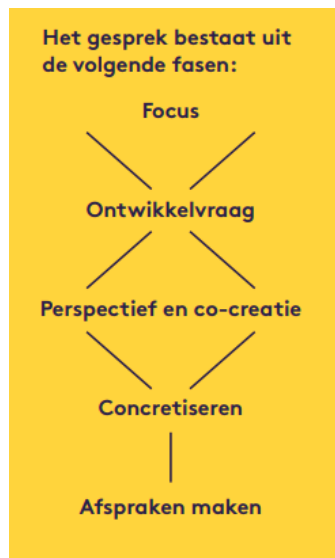 Het gesprek bestaat uit
de volgende fasen:
Focus
Ontwikkelvraag
Perspectief en co-creatie
Concretiseren
Afspraken maken